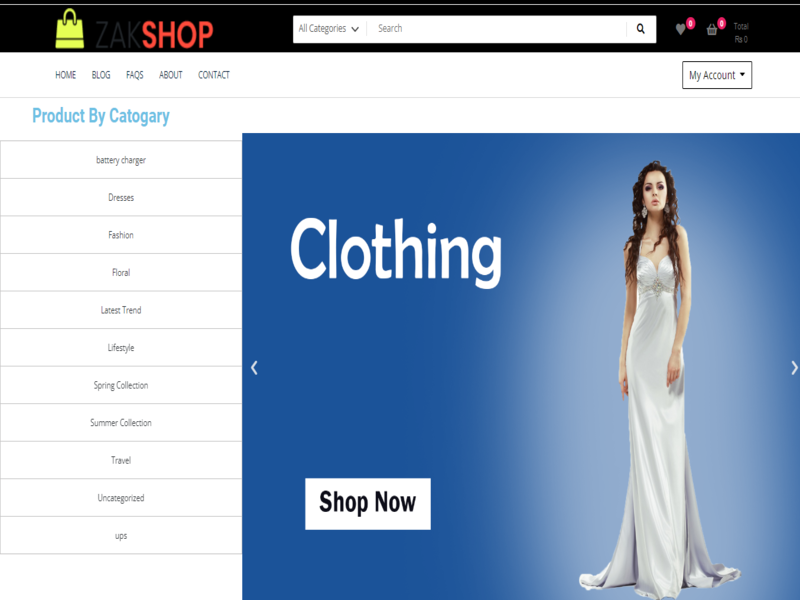 ZAKSHOP
All Categories
Search
0
0
Total
₨ 0
HOME
BLOG
FAQS
ABOUT
CONTACT
My Account
Product By Catogary
battery charger
Dresses
Fashion
Floral
Latest Trend
Lifestyle
Spring Collection
Summer Collection
Travel
Uncategorized
ups
Clothing
Shop Now